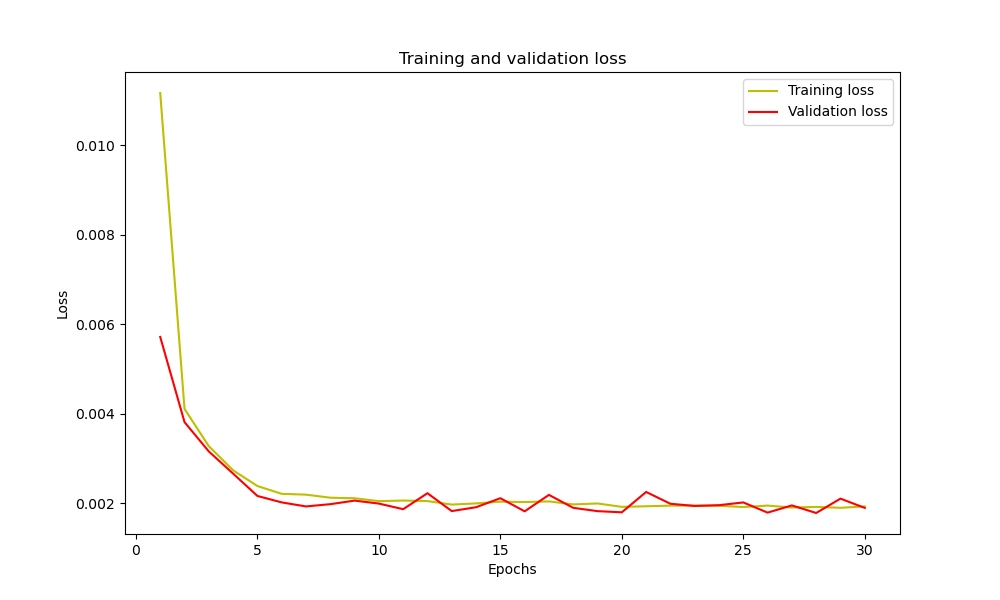 Training and validation loss
Training loss
Validation loss
0.010
0.008
0.006
0.004
0.002
Loss
0 5 10 15 20 25 30
Epochs